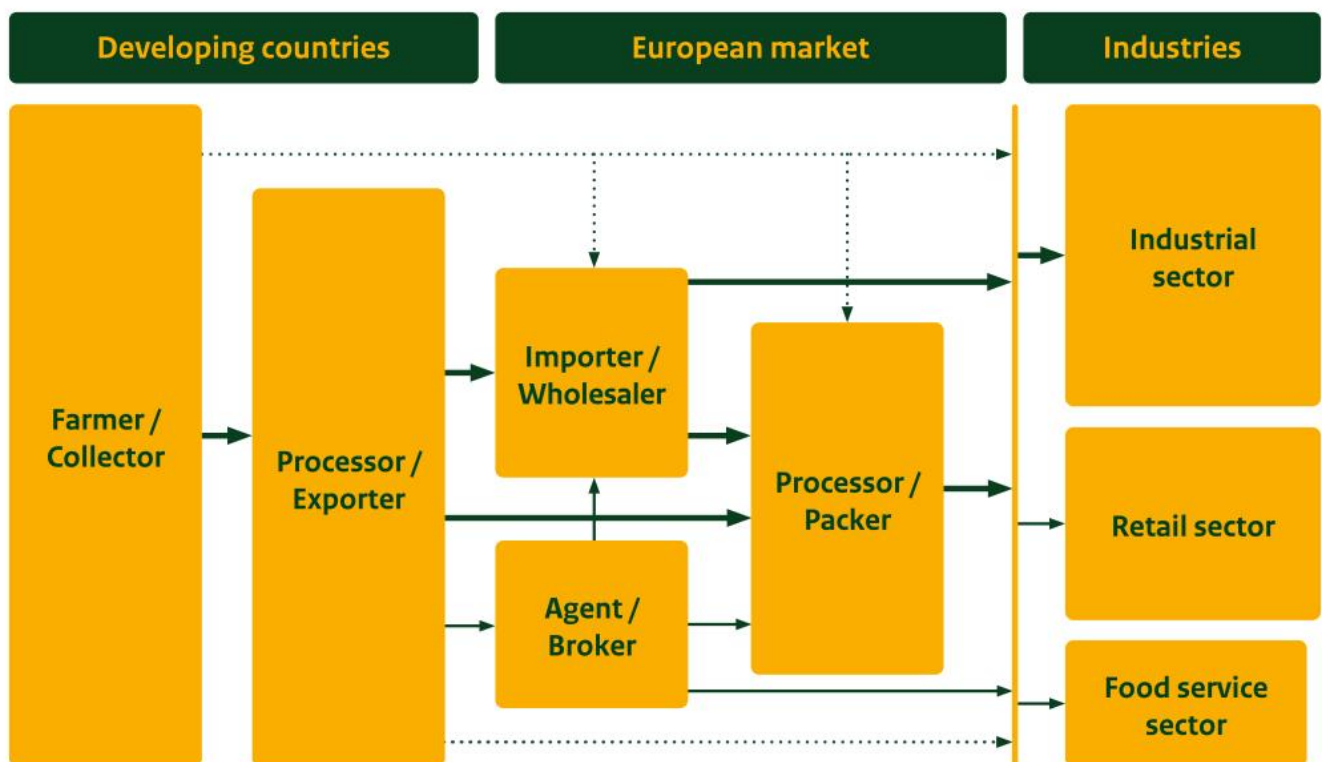 Developing countries
European market
Industries
Farmer /
Collector
Processor /
Exporter
Importer /
Wholesaler
Agent /
Broker
Processor /
Packer
Industrial
sector
Retail sector
Food service
sector